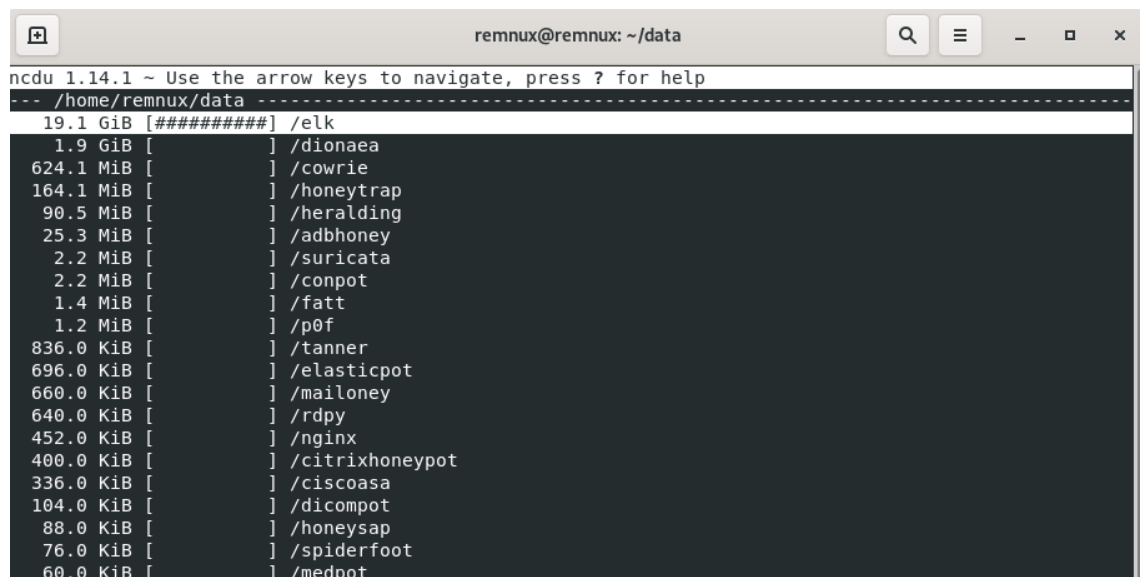 remnux@remnux: ~/data
ncdu 1.14.1 ~ Use the arrow keys to navigate, press ? for help
--- /home/remnux/data ------------------------------------------------------------------------------
19.1 GiB [##########] /elk
1.9 GiB [          ] /dionaea
624.1 MiB [          ] /cowrie
164.1 MiB [          ] /honeytrap
90.5 MiB [          ] /heralding
25.3 MiB [          ] /adbhoney
2.2 MiB [          ] /suricata
2.2 MiB [          ] /conpot
1.4 MiB [          ] /fatt
1.2 MiB [          ] /p0f
836.0 KiB [          ] /tanner
696.0 KiB [          ] /elasticpot
660.0 KiB [          ] /mailoney
640.0 KiB [          ] /rdpy
452.0 KiB [          ] /nginx
400.0 KiB [          ] /citrixhoneypot
336.0 KiB [          ] /ciscoasa
104.0 KiB [          ] /dicompot
88.0 KiB [          ] /honeysap
76.0 KiB [          ] /spiderfoot
60.0 KiB [          ] /medpot